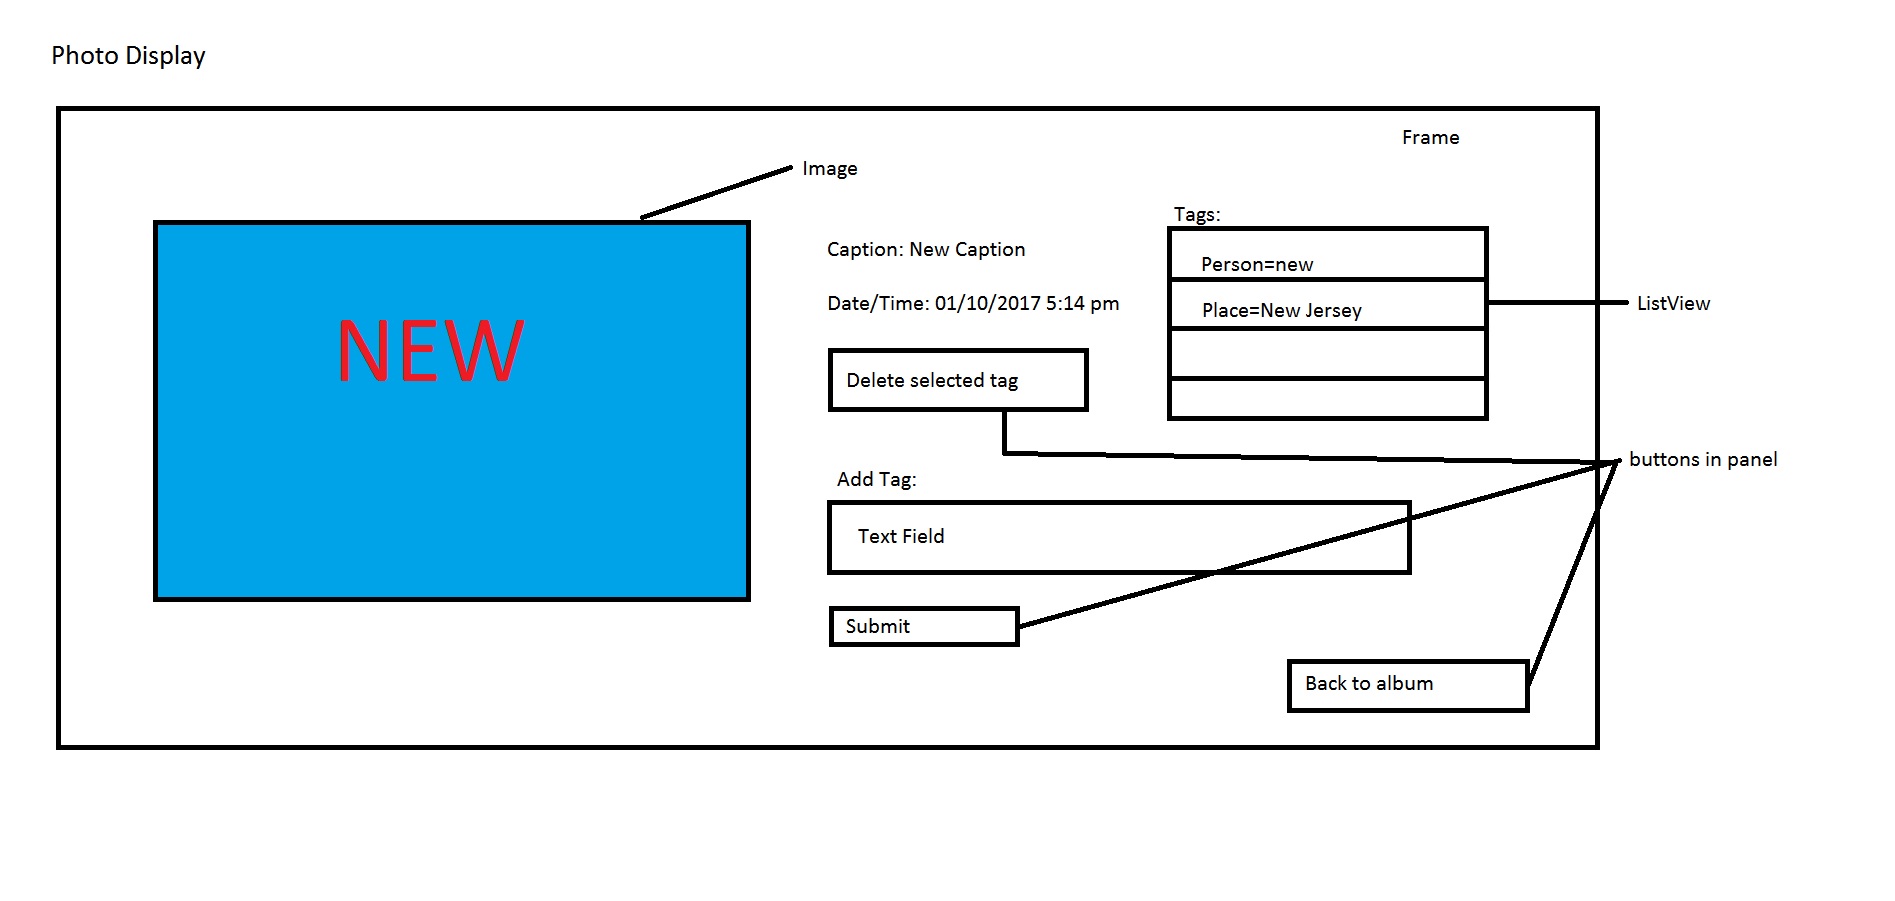 Photo Display
Frame
Image
NEW
Caption: New Caption
Date/Time: 01/10/2017 5:14 pm
Delete selected tag
Tags:
Person=new
Place=New Jersey
ListView
buttons in panel
Add Tag:
Text Field
Submit
Back to album